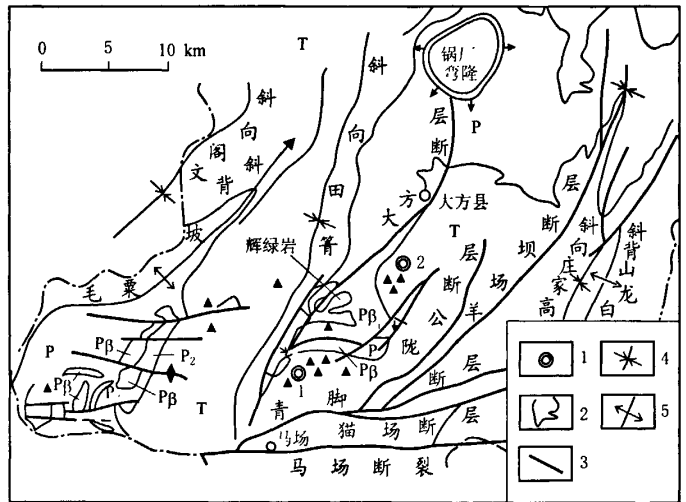 0 5 10 km
T
锅厂
弯隆
P
文阁向斜
毛粟坡背斜
箐田向斜
大方断层
大方县
T
辉绿岩
2
Pβ
P
Pβ
1
陇公断层
羊场坝断层
高家庄向斜
白龙山背斜
P
Pβ
P₂
Pβ
P
Pβ
T
青脚
断层
马场
猫场断层
马场断裂
1
4
2
5
3